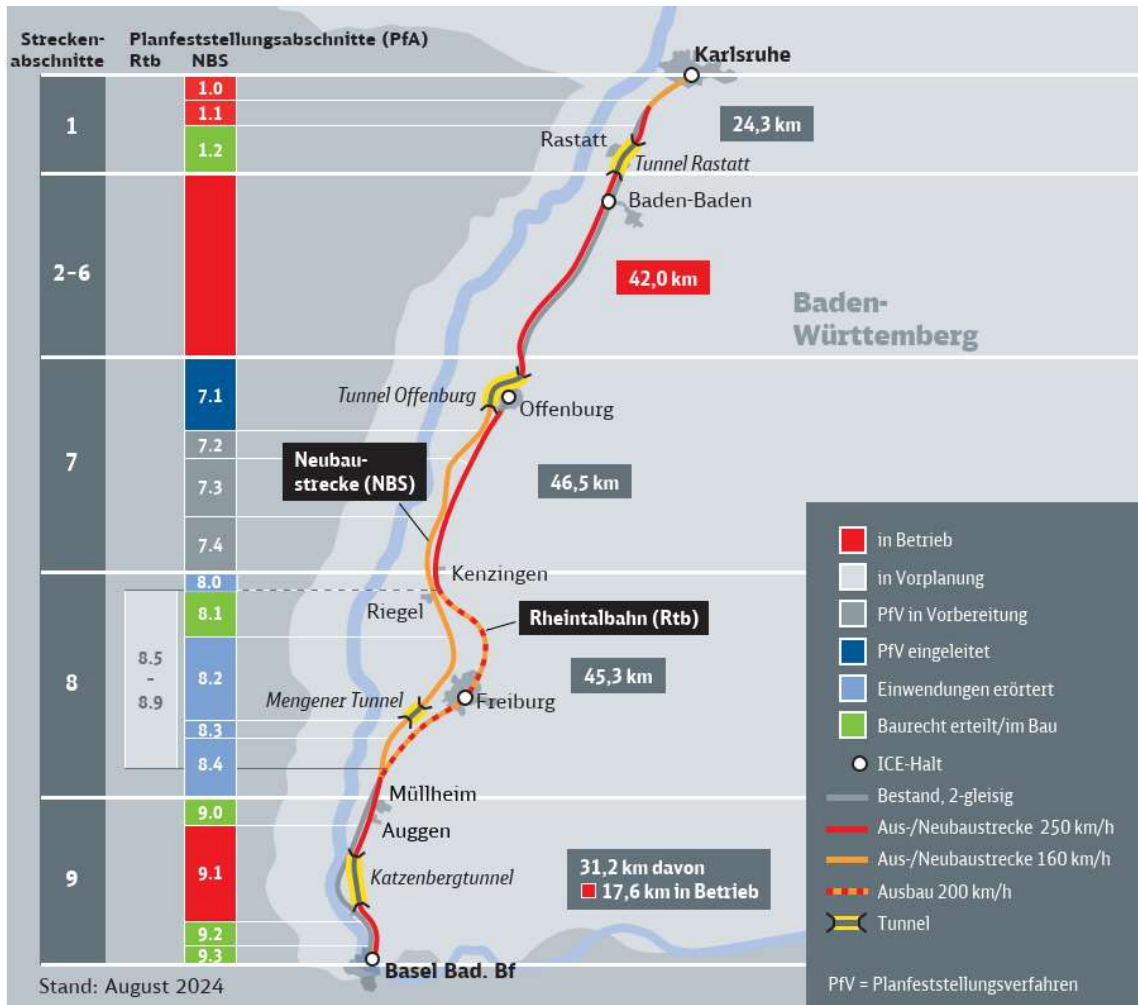 Strecken-
abschnitte
Planfeststellungsabschnitte (PfA)
Rtb
NBS
1
1.0
1.1
1.2
2–6
7
7.1
7.2
7.3
7.4
8
8.5
-
8.9
8.0
8.1
8.2
8.3
8.4
9
9.0
9.1
9.2
9.3
Karlsruhe
24,3 km
Rastatt
Tunnel Rastatt
Baden-Baden
42,0 km
Baden-
Württemberg
Tunnel Offenburg
Offenburg
Neubau-
strecke (NBS)
46,5 km
Kenzingen
Riegel
Rheintalbahn (Rtb)
45,3 km
Mengener Tunnel
Freiburg
Müllheim
Auggen
Katzenbergtunnel
31,2 km davon
17,6 km in Betrieb
Basel Bad. Bf
Stand: August 2024
in Betrieb
in Vorplanung
PfV in Vorbereitung
PfV eingeleitet
Einwendungen erörtert
Baurecht erteilt/im Bau
ICE-Halt
Bestand, 2-gleisig
Aus-/Neubaustrecke 250 km/h
Aus-/Neubaustrecke 160 km/h
Ausbau 200 km/h
Tunnel
PfV = Planfeststellungsverfahren